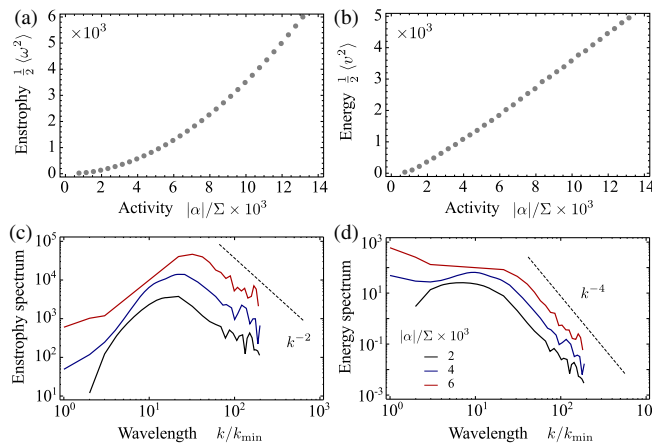 (a)
×10³
Enstrophy ½ ⟨ω²⟩
6
5
4
3
2
1
0
0 2 4 6 8 10 12 14
Activity |α|/Σ × 10³
(b)
×10³
Energy ½ ⟨v²⟩
5
4
3
2
1
0
0 2 4 6 8 10 12 14
Activity |α|/Σ × 10³
(c)
Enstrophy spectrum
10⁵
10⁴
10³
10²
10¹
k⁻²
10⁰ 10¹ 10² 10³
Wavelength k/k_min
(d)
Energy spectrum
10³
10¹
10⁻¹
10⁻³
k⁻⁴
|α|/Σ × 10³
2
4
6
10⁰ 10¹ 10² 10³
Wavelength k/k_min